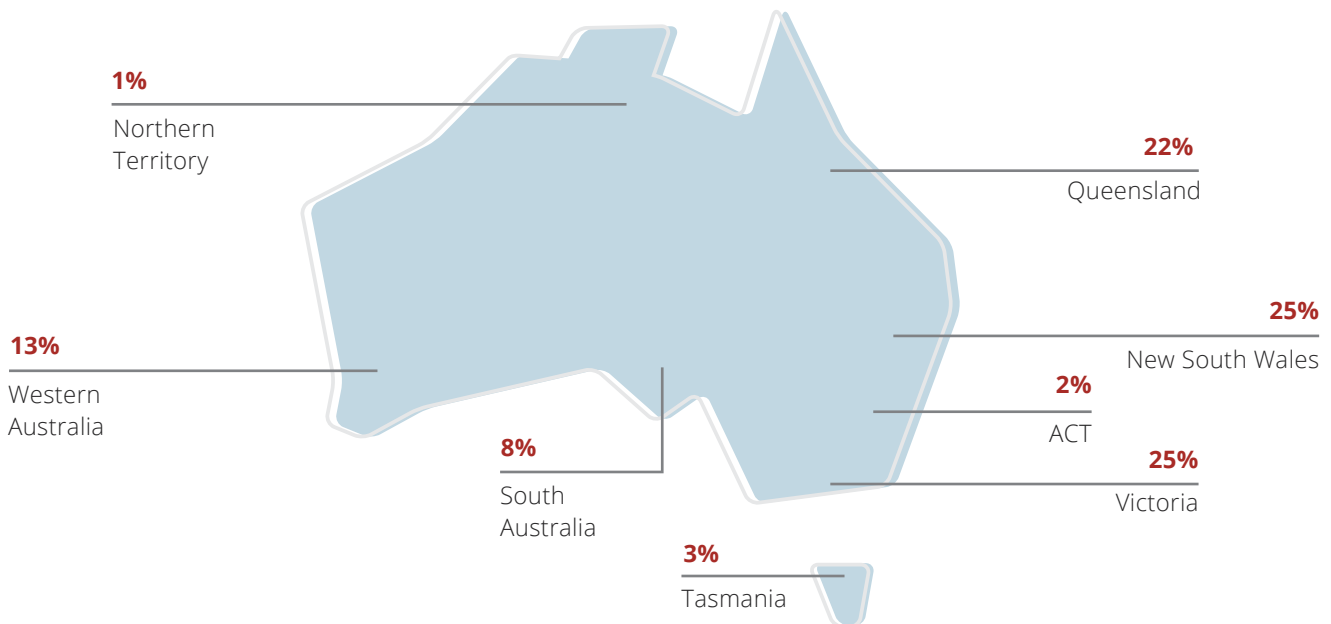 1%
Northern
Territory
22%
Queensland
25%
New South Wales
13%
Western
Australia
2%
ACT
8%
South
Australia
25%
Victoria
3%
Tasmania